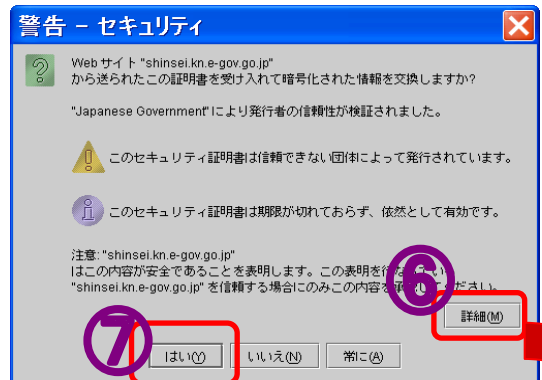 警告 - セキュリティ
Web サイト "shinsei.kn.e-gov.go.jp"
から送られたこの証明書を受け入れて暗号化された情報を交換しますか?
"Japanese Government" により発行者の信頼性が検証されました。
このセキュリティ証明書は信頼できない団体によって発行されています。
このセキュリティ証明書は期限が切れておらず、依然として有効です。
注意: "shinsei.kn.e-gov.go.jp"
はこの内容が安全であることを表明します。この表明を行
"shinsei.kn.e-gov.go.jp" を信頼する場合にのみこの内容を ください。
⑥
詳細(M)
⑦
はい(Y) いいえ(N) 常に(A)